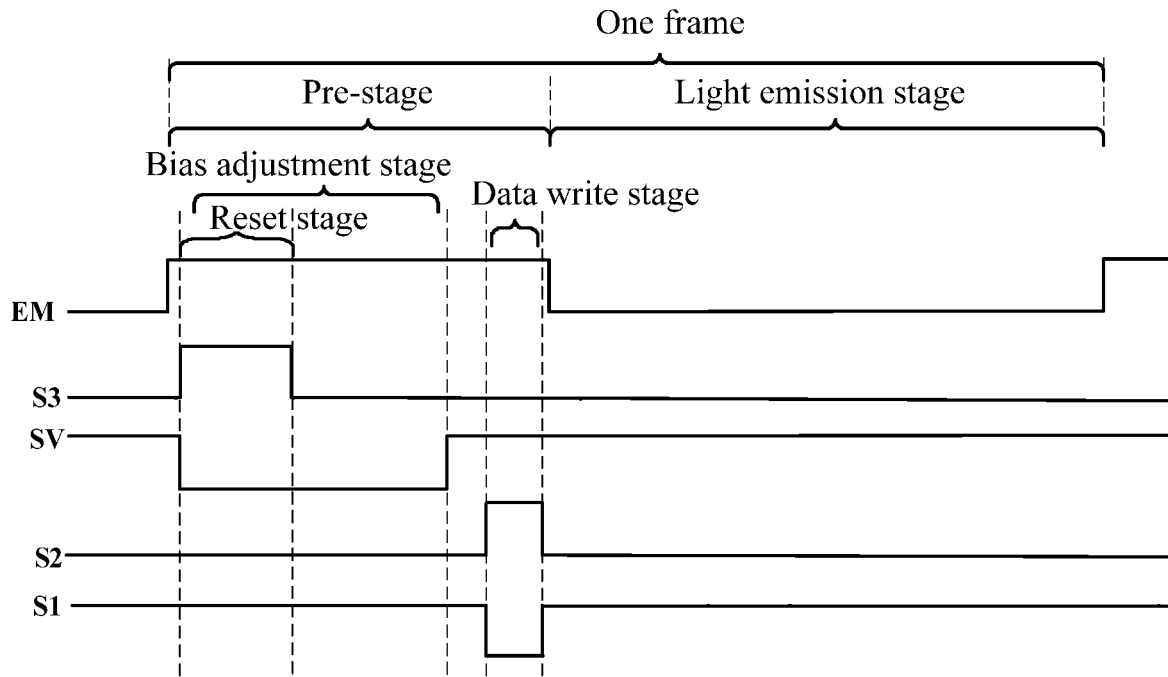 One frame
Pre-stage
Light emission stage
Bias adjustment stage
Data write stage
Reset stage
EM
S3
SV
S2
S1